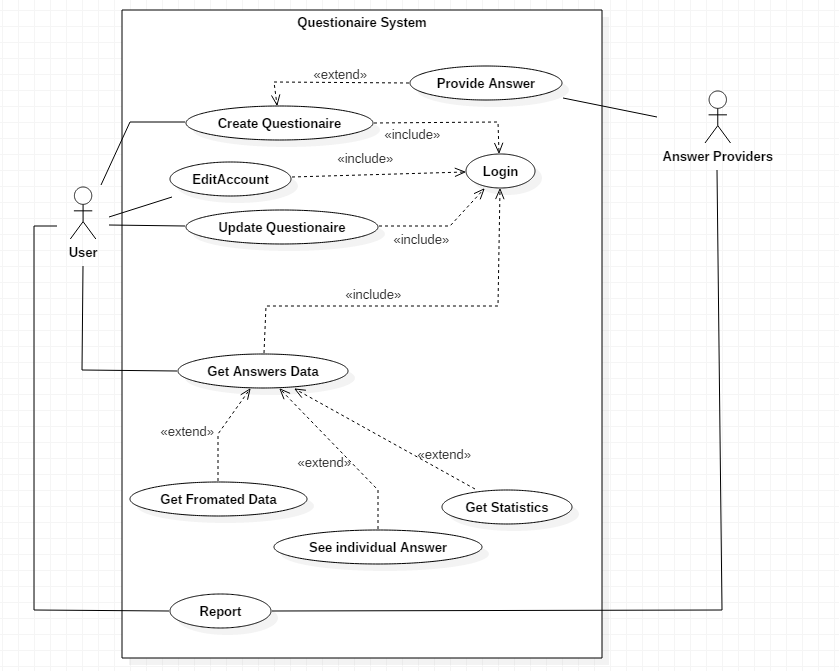 Questionaire System
«extend»
Provide Answer
Create Questionaire
«include»
Answer Providers
«include»
EditAccount
Login
Update Questionaire
«include»
User
«include»
Get Answers Data
«extend»
«extend»
«extend»
Get Fromated Data
Get Statistics
See individual Answer
Report